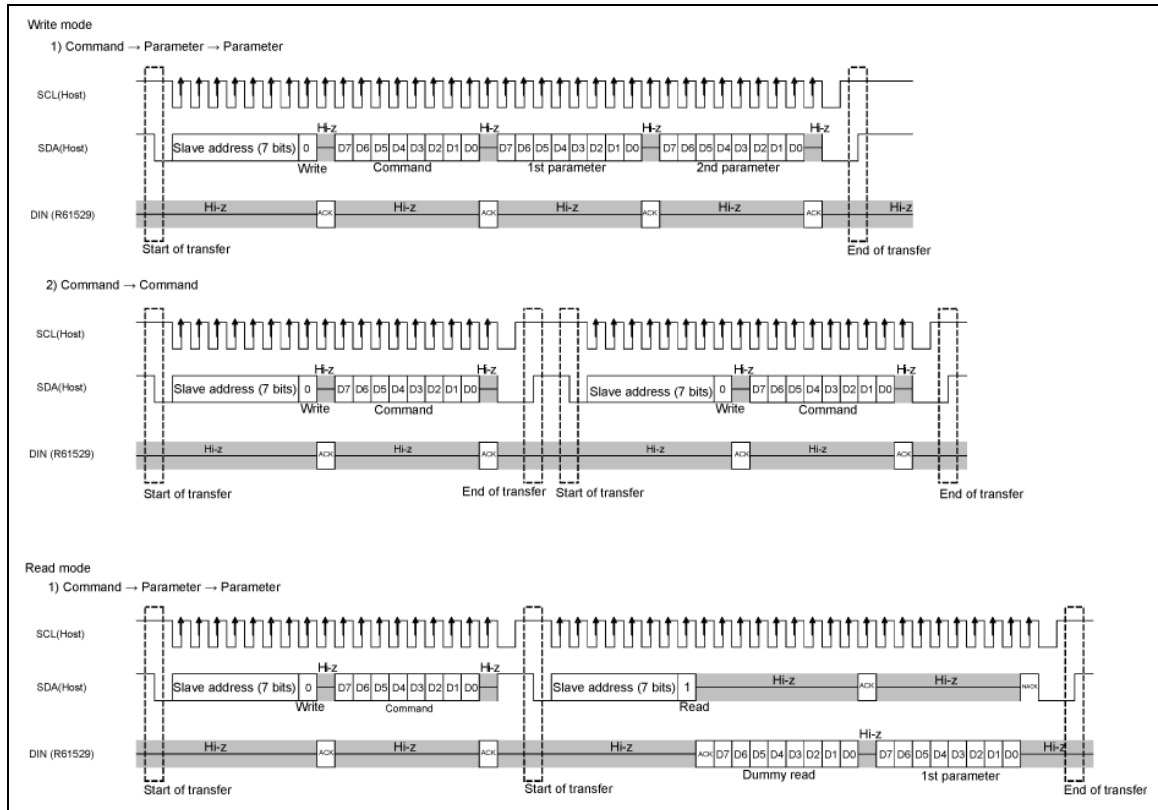 Write mode
1) Command → Parameter → Parameter
SCL(Host)
Hi-z Hi-z Hi-z Hi-z
SDA(Host) Slave address (7 bits) 0 D7 D6 D5 D4 D3 D2 D1 D0 D7 D6 D5 D4 D3 D2 D1 D0 D7 D6 D5 D4 D3 D2 D1 D0
Write Command 1st parameter 2nd parameter
DIN (R61529) Hi-z ACK Hi-z ACK Hi-z ACK Hi-z ACK Hi-z
Start of transfer End of transfer
2) Command → Command
SCL(Host)
Hi-z Hi-z Hi-z Hi-z
SDA(Host) Slave address (7 bits) 0 D7 D6 D5 D4 D3 D2 D1 D0 Slave address (7 bits) 0 D7 D6 D5 D4 D3 D2 D1 D0
Write Command Write Command
DIN (R61529) Hi-z ACK Hi-z ACK Hi-z ACK Hi-z ACK
Start of transfer End of transfer Start of transfer End of transfer
Read mode
1) Command → Parameter → Parameter
SCL(Host)
Hi-z Hi-z
SDA(Host) Slave address (7 bits) 0 D7 D6 D5 D4 D3 D2 D1 D0 Slave address (7 bits) 1 Hi-z ACK Hi-z NACK
Write Command Read
DIN (R61529) Hi-z ACK Hi-z ACK Hi-z Hi-z ACK D7 D6 D5 D4 D3 D2 D1 D0 Hi-z D7 D6 D5 D4 D3 D2 D1 D0 Hi-z
Dummy read 1st parameter
Start of transfer Start of transfer End of transfer